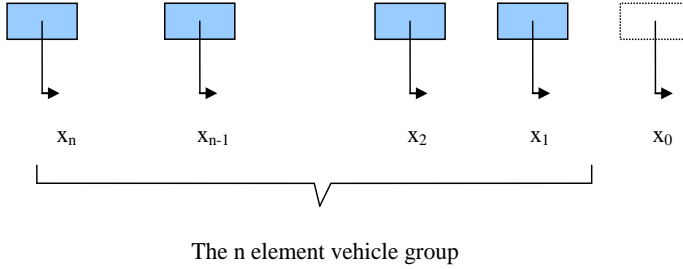 xₙ xₙ₋₁ x₂ x₁ x₀
The n element vehicle group